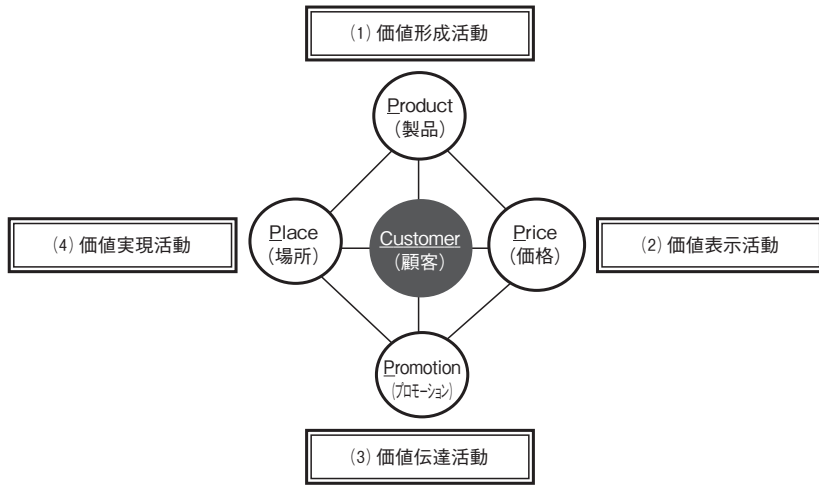 (1) 価値形成活動
Product
(製品)
(4) 価値実現活動
Place
(場所)
Customer
(顧客)
Price
(価格)
(2) 価値表示活動
Promotion
(プロモーション)
(3) 価値伝達活動